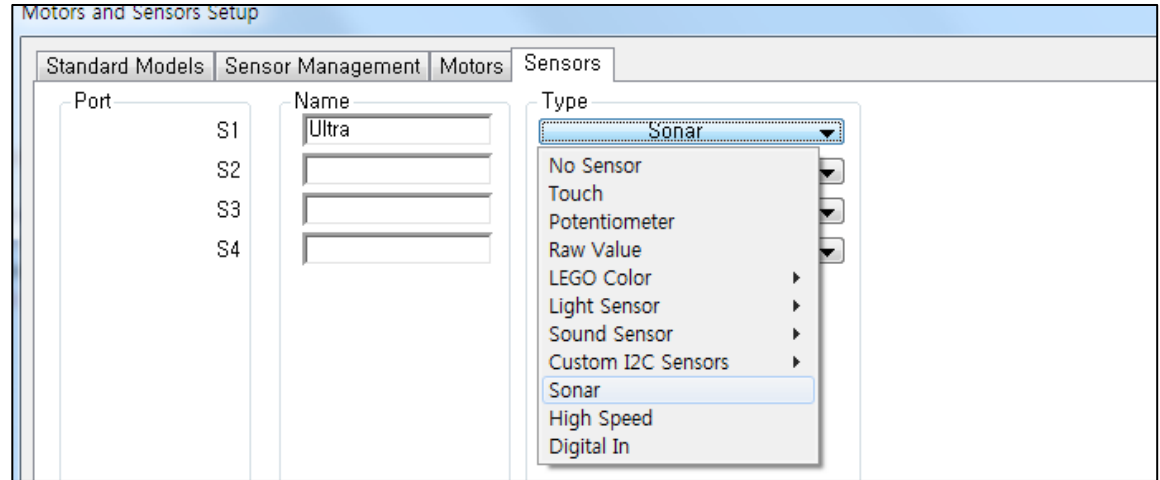 Motors and Sensors Setup
Standard Models Sensor Management Motors Sensors
Port Name Type
S1 Ultra Sonar
S2
S3
S4
No Sensor
Touch
Potentiometer
Raw Value
LEGO Color
Light Sensor
Sound Sensor
Custom I2C Sensors
Sonar
High Speed
Digital In